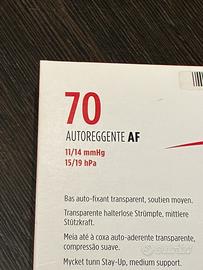 70
AUTOREGGENTE AF
11/14 mmHg
15/19 hPa
Bas auto-fixant transparent, soutien moyen.
Transparente halterlose Strümpfe, mittlere
Stützkraft.
Meia até à coxa auto-aderente transparente,
compressão suave.
Mycket tunn Stay-Up, medium support.